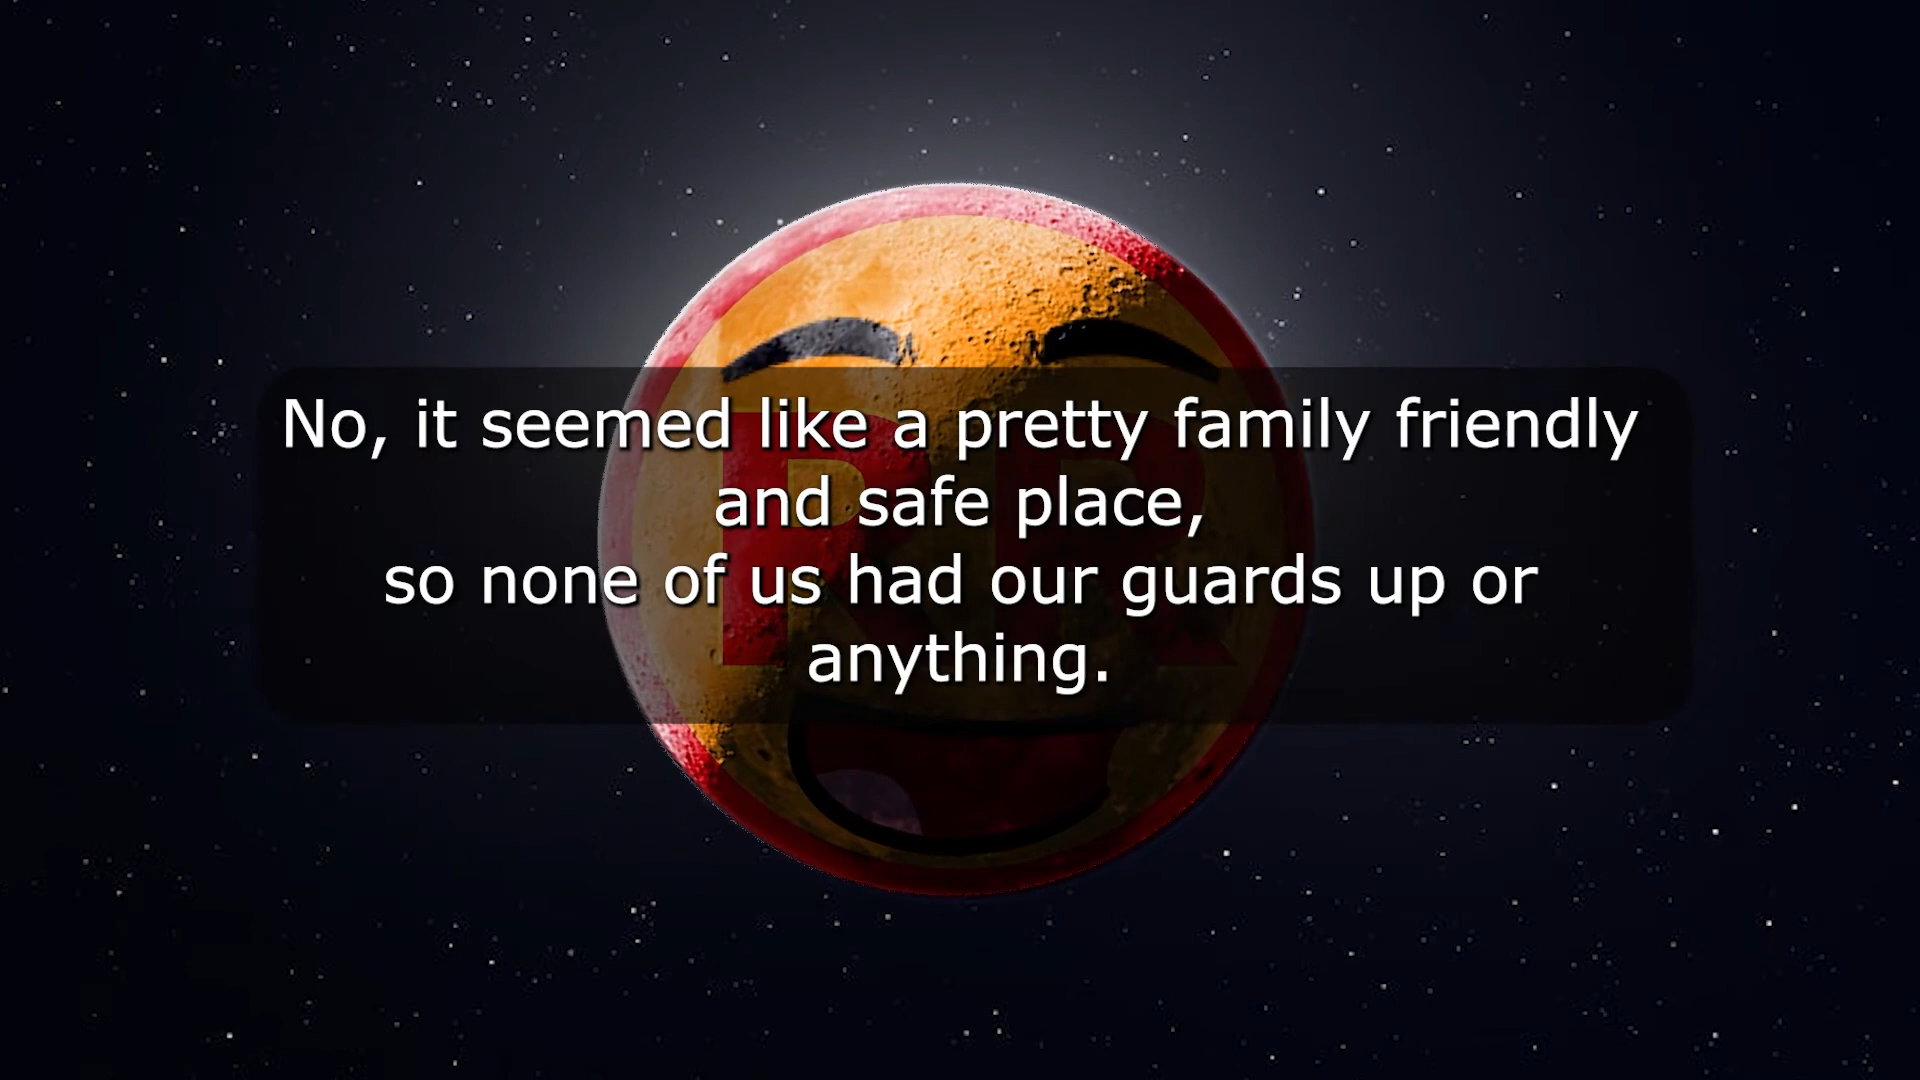 No, it seemed like a pretty family friendly
and safe place,
so none of us had our guards up or
anything.
RR